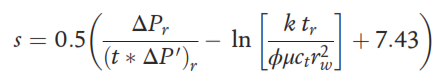 s = 0.5 ( ΔP_r / (t * ΔP')_r − ln [ k t_r / ϕμc_t r_w^2 ] + 7.43 )